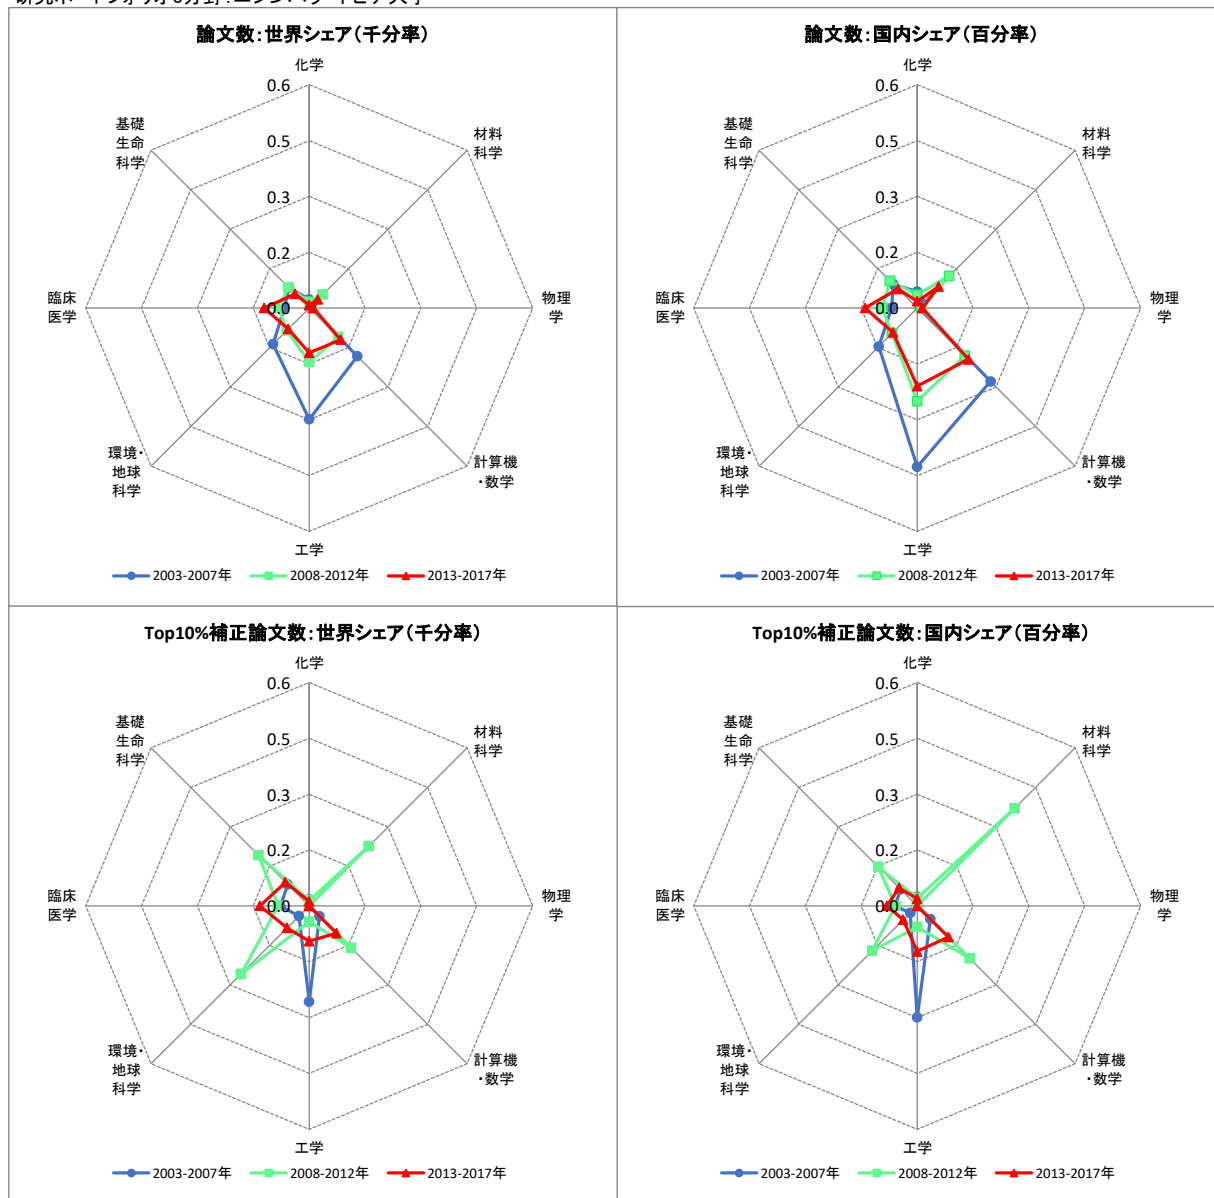 論文数：世界シェア（千分率）
化学
0.6
0.5
0.3
0.2
0.0
材料
科学
物理
学
計算機
・数学
工学
環境・
地球
科学
臨床
医学
基礎
生命
科学
2003-2007年 2008-2012年 2013-2017年
論文数：国内シェア（百分率）
化学
0.6
0.5
0.3
0.2
0.0
材料
科学
物理
学
計算機
・数学
工学
環境・
地球
科学
臨床
医学
基礎
生命
科学
2003-2007年 2008-2012年 2013-2017年
Top10%補正論文数：世界シェア（千分率）
化学
0.6
0.5
0.3
0.2
0.0
材料
科学
物理
学
計算機
・数学
工学
環境・
地球
科学
臨床
医学
基礎
生命
科学
2003-2007年 2008-2012年 2013-2017年
Top10%補正論文数：国内シェア（百分率）
化学
0.6
0.5
0.3
0.2
0.0
材料
科学
物理
学
計算機
・数学
工学
環境・
地球
科学
臨床
医学
基礎
生命
科学
2003-2007年 2008-2012年 2013-2017年